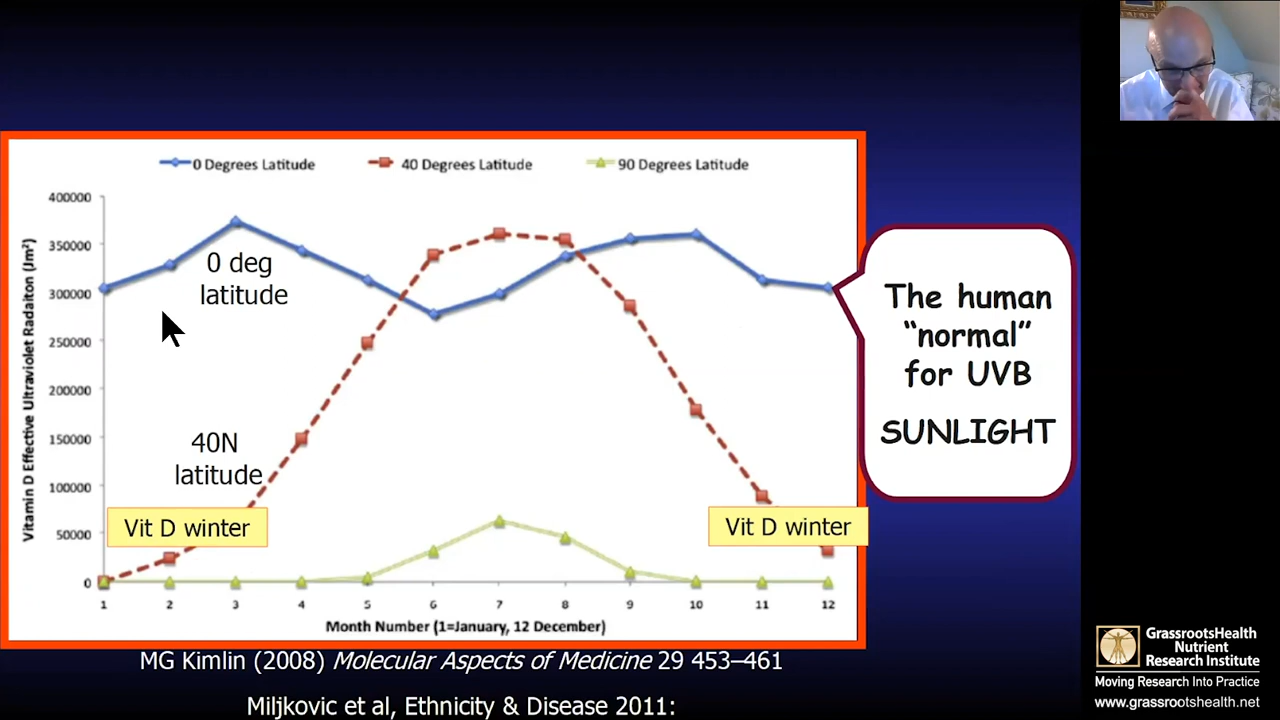 0 Degrees Latitude 40 Degrees Latitude 90 Degrees Latitude
400000
350000
300000
250000
200000
150000
100000
50000
0
Vitamin D Effective Ultraviolet Radaiton (Jm²)
0 deg
latitude
40N
latitude
Vit D winter
Vit D winter
1 2 3 4 5 6 7 8 9 10 11 12
Month Number (1=January, 12 December)
The human
“normal”
for UVB
SUNLIGHT
MG Kimlin (2008) Molecular Aspects of Medicine 29 453–461
Miljkovic et al, Ethnicity & Disease 2011:
GrassrootsHealth
Nutrient
Research Institute
Moving Research Into Practice
www.grassrootshealth.net